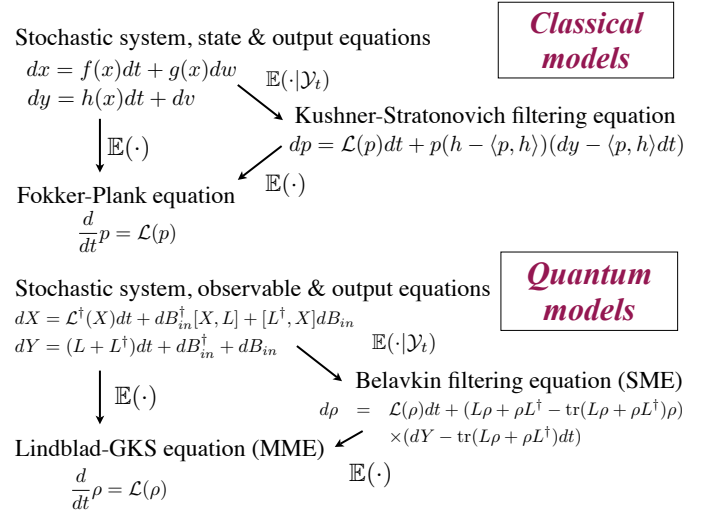 Classical
models
Stochastic system, state & output equations
dx = f(x)dt + g(x)dw
dy = h(x)dt + dv
𝔼(·|𝒴ₜ)
Kushner-Stratonovich filtering equation
dp = ℒ(p)dt + p(h − ⟨p, h⟩)(dy − ⟨p, h⟩dt)
𝔼(·)
𝔼(·)
Fokker-Plank equation
d/dt p = ℒ(p)
Quantum
models
Stochastic system, observable & output equations
dX = ℒ†(X)dt + dB†_in[X, L] + [L†, X]dB_in
dY = (L + L†)dt + dB†_in + dB_in
𝔼(·|𝒴ₜ)
Belavkin filtering equation (SME)
𝔼(·)
dρ = ℒ(ρ)dt + (Lρ + ρL† − tr(Lρ + ρL†)ρ)
×(dY − tr(Lρ + ρL†)dt)
Lindblad-GKS equation (MME)
𝔼(·)
d/dt ρ = ℒ(ρ)